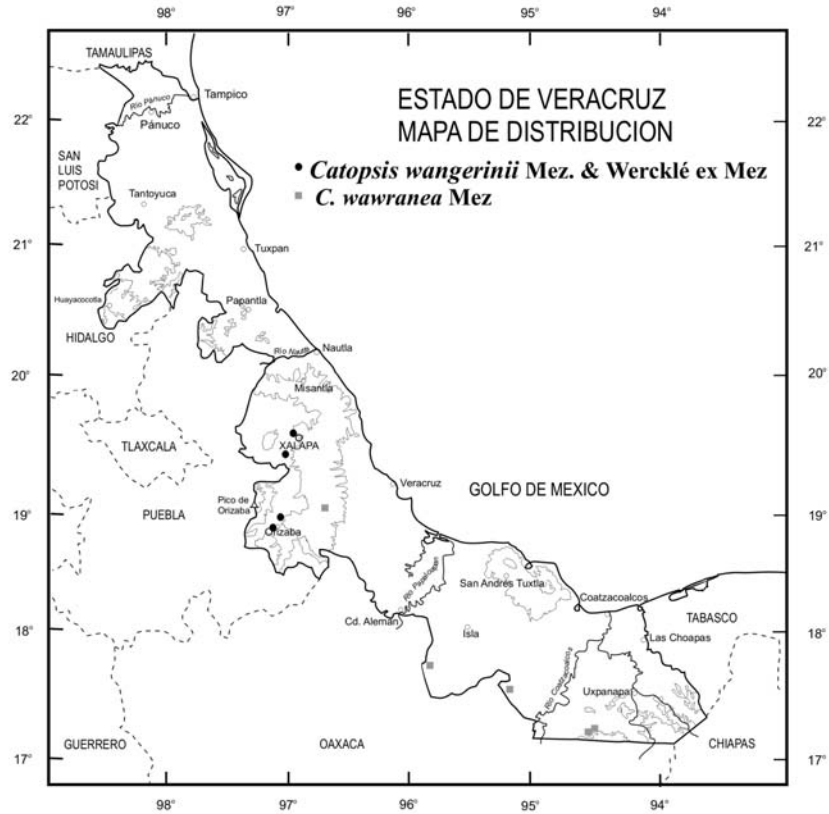 98° 97° 96° 95° 94°
TAMAULIPAS
Tampico
Río Pánuco
Pánuco
22° 22°
ESTADO DE VERACRUZ
MAPA DE DISTRIBUCION
Catopsis wangerinii Mez. & Wercklé ex Mez
C. wawranea Mez
SAN
LUIS
POTOSI
Tantoyuca
21° 21°
Tuxpan
Huayacocotla
Papantla
HIDALGO
Río Nautla
Nautla
20° 20°
Misantla
TLAXCALA
XALAPA
Pico de
Orizaba
Veracruz
GOLFO DE MEXICO
PUEBLA
19° 19°
Orizaba
Río Papaloapan
San Andrés Tuxtla
Coatzacoalcos
TABASCO
Cd. Alemán
18° 18°
Isla
Las Choapas
Río Coatzacoalcos
Uxpanapa
GUERRERO
OAXACA
CHIAPAS
17° 17°
98° 97° 96° 95° 94°